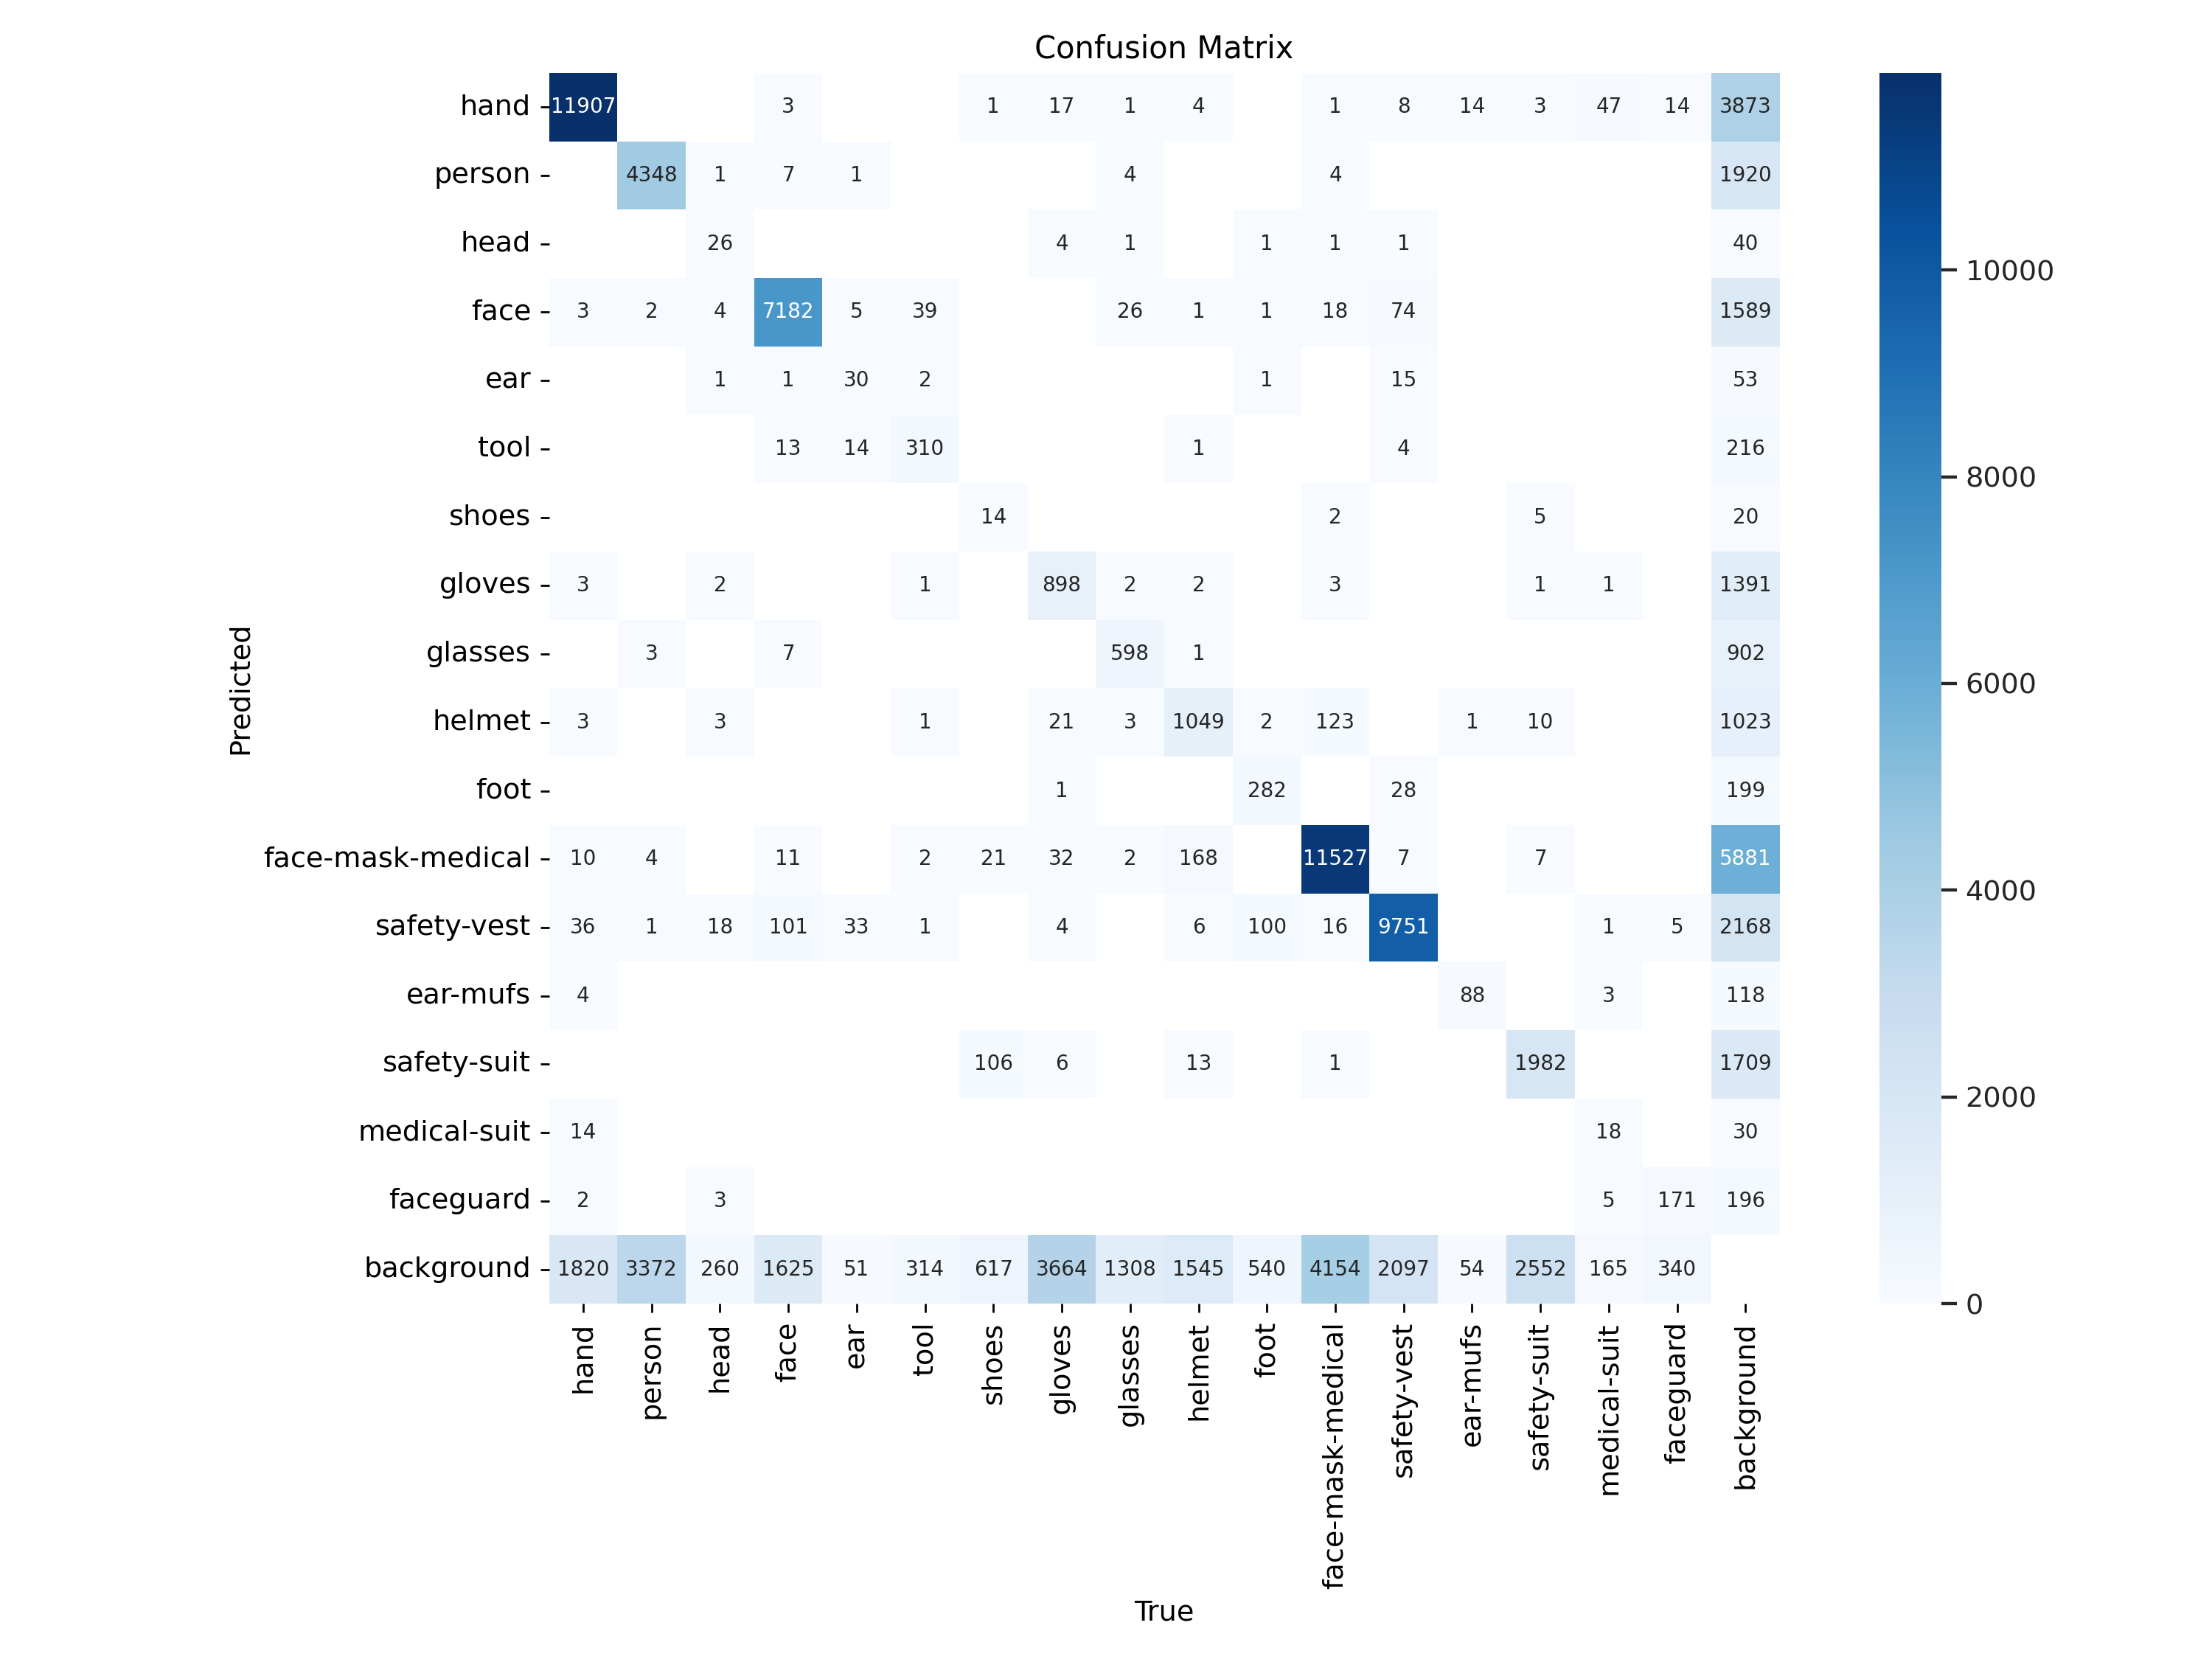 Confusion Matrix
hand 11907 3 1 17 1 4 1 8 14 3 47 14 3873
person 4348 1 7 1 4 4 1920
head 26 4 1 1 1 1 40
face 3 2 4 7182 5 39 26 1 1 18 74 1589
ear 1 1 30 2 1 15 53
tool 13 14 310 1 4 216
shoes 14 2 5 20
gloves 3 2 1 898 2 2 3 1 1 1391
glasses 3 7 598 1 902
helmet 3 3 1 21 3 1049 2 123 1 10 1023
foot 1 282 28 199
face-mask-medical 10 4 11 2 21 32 2 168 11527 7 7 5881
safety-vest 36 1 18 101 33 1 4 6 100 16 9751 1 5 2168
ear-mufs 4 88 3 118
safety-suit 106 6 13 1 1982 1709
medical-suit 14 18 30
faceguard 2 3 5 171 196
background 1820 3372 260 1625 51 314 617 3664 1308 1545 540 4154 2097 54 2552 165 340
hand person head face ear tool shoes gloves glasses helmet foot face-mask-medical safety-vest ear-mufs safety-suit medical-suit faceguard background
True
Predicted
10000
8000
6000
4000
2000
0